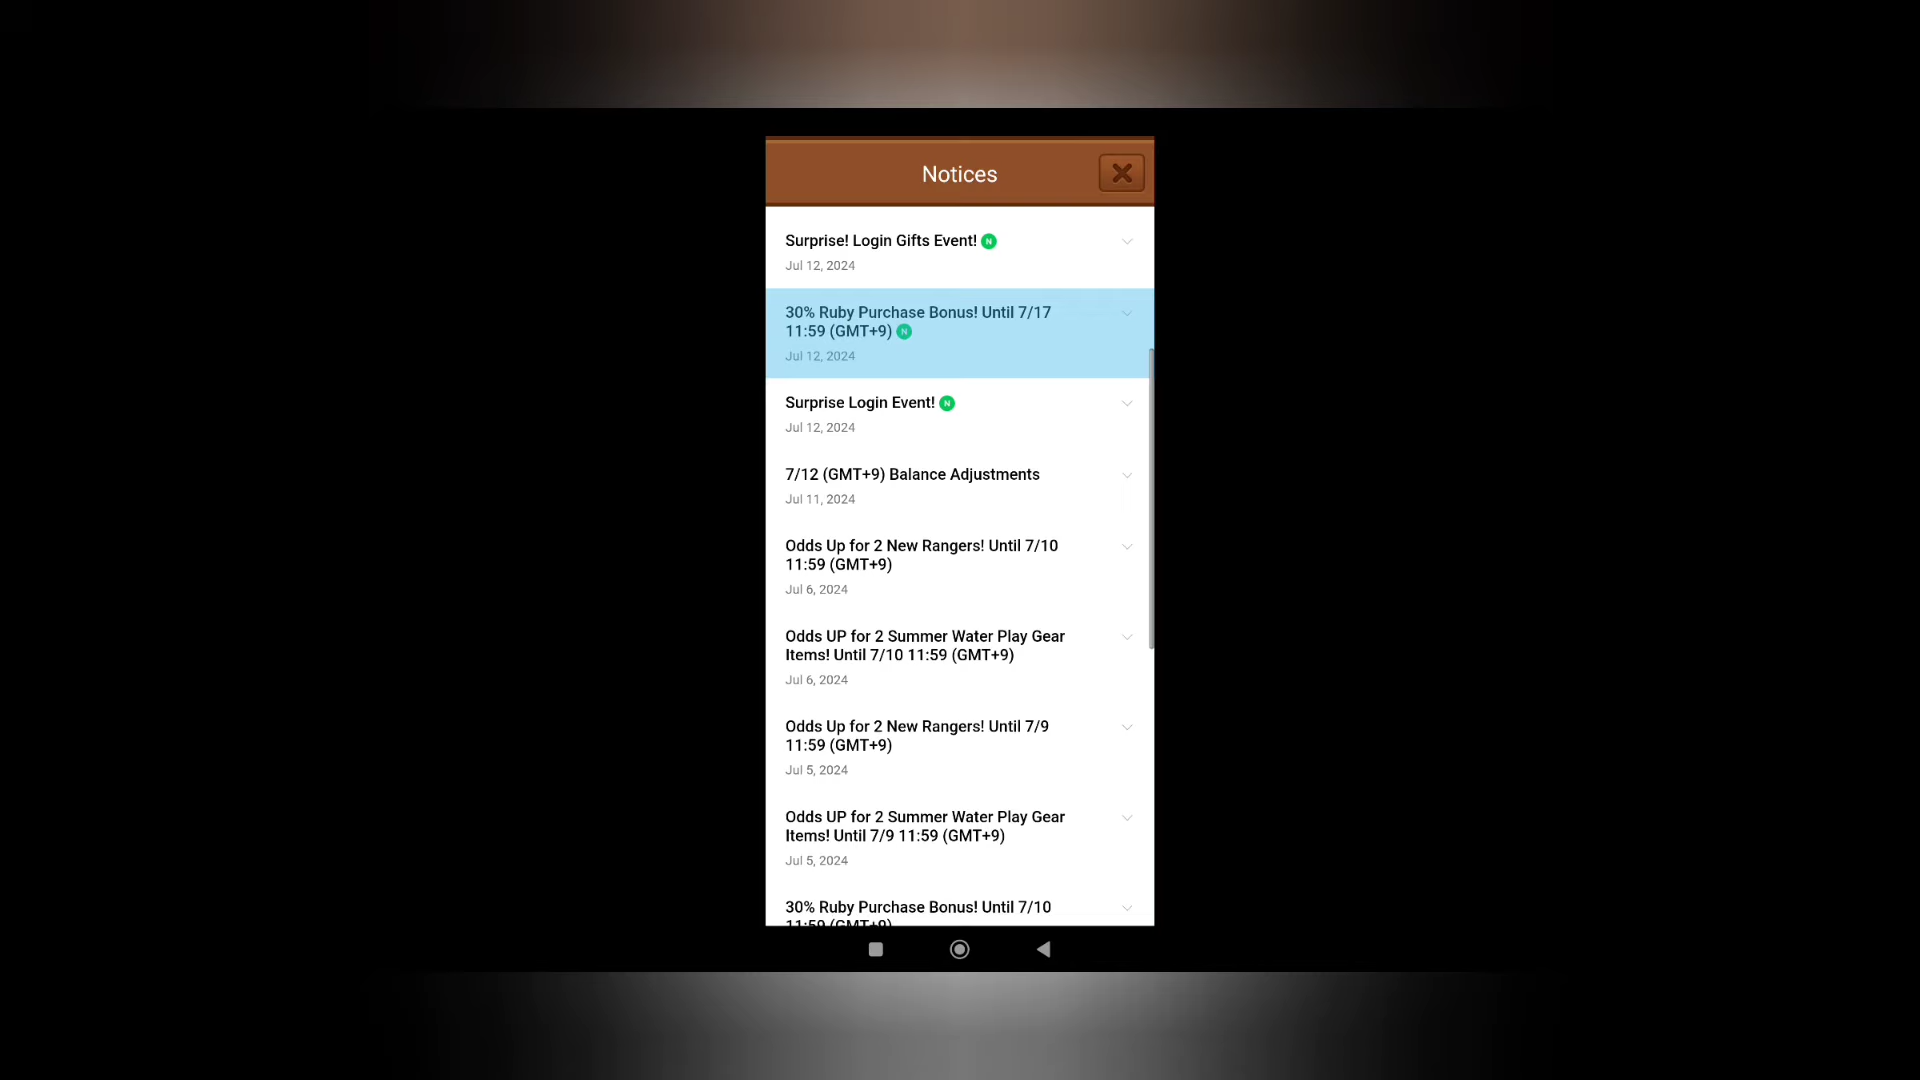 Notices
Surprise! Login Gifts Event! N
Jul 12, 2024
30% Ruby Purchase Bonus! Until 7/17
11:59 (GMT+9) N
Jul 12, 2024
Surprise Login Event! N
Jul 12, 2024
7/12 (GMT+9) Balance Adjustments
Jul 11, 2024
Odds Up for 2 New Rangers! Until 7/10
11:59 (GMT+9)
Jul 6, 2024
Odds UP for 2 Summer Water Play Gear
Items! Until 7/10 11:59 (GMT+9)
Jul 6, 2024
Odds Up for 2 New Rangers! Until 7/9
11:59 (GMT+9)
Jul 5, 2024
Odds UP for 2 Summer Water Play Gear
Items! Until 7/9 11:59 (GMT+9)
Jul 5, 2024
30% Ruby Purchase Bonus! Until 7/10
11:59 (GMT+9)